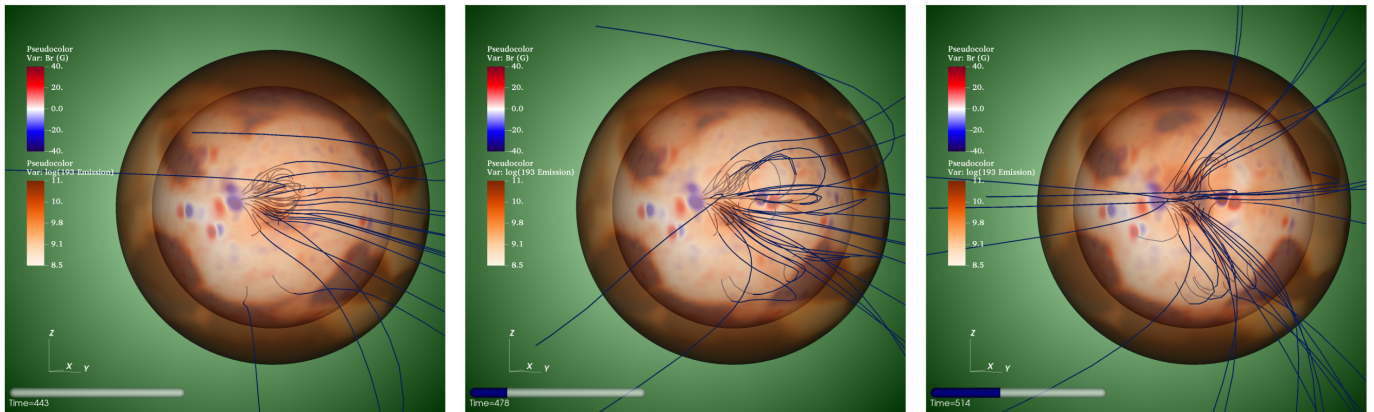 Pseudocolor
Var: Br (G)
40.
20.
0.0
-20.
-40.
Pseudocolor
Var: log(193 Emission)
11.
10.
9.8
9.1
8.5
Z
X Y
Time=443
Pseudocolor
Var: Br (G)
40.
20.
0.0
-20.
-40.
Pseudocolor
Var: log(193 Emission)
11.
10.
9.8
9.1
8.5
Z
X Y
Time=478
Pseudocolor
Var: Br (G)
40.
20.
0.0
-20.
-40.
Pseudocolor
Var: log(193 Emission)
11.
10.
9.8
9.1
8.5
Z
X Y
Time=514